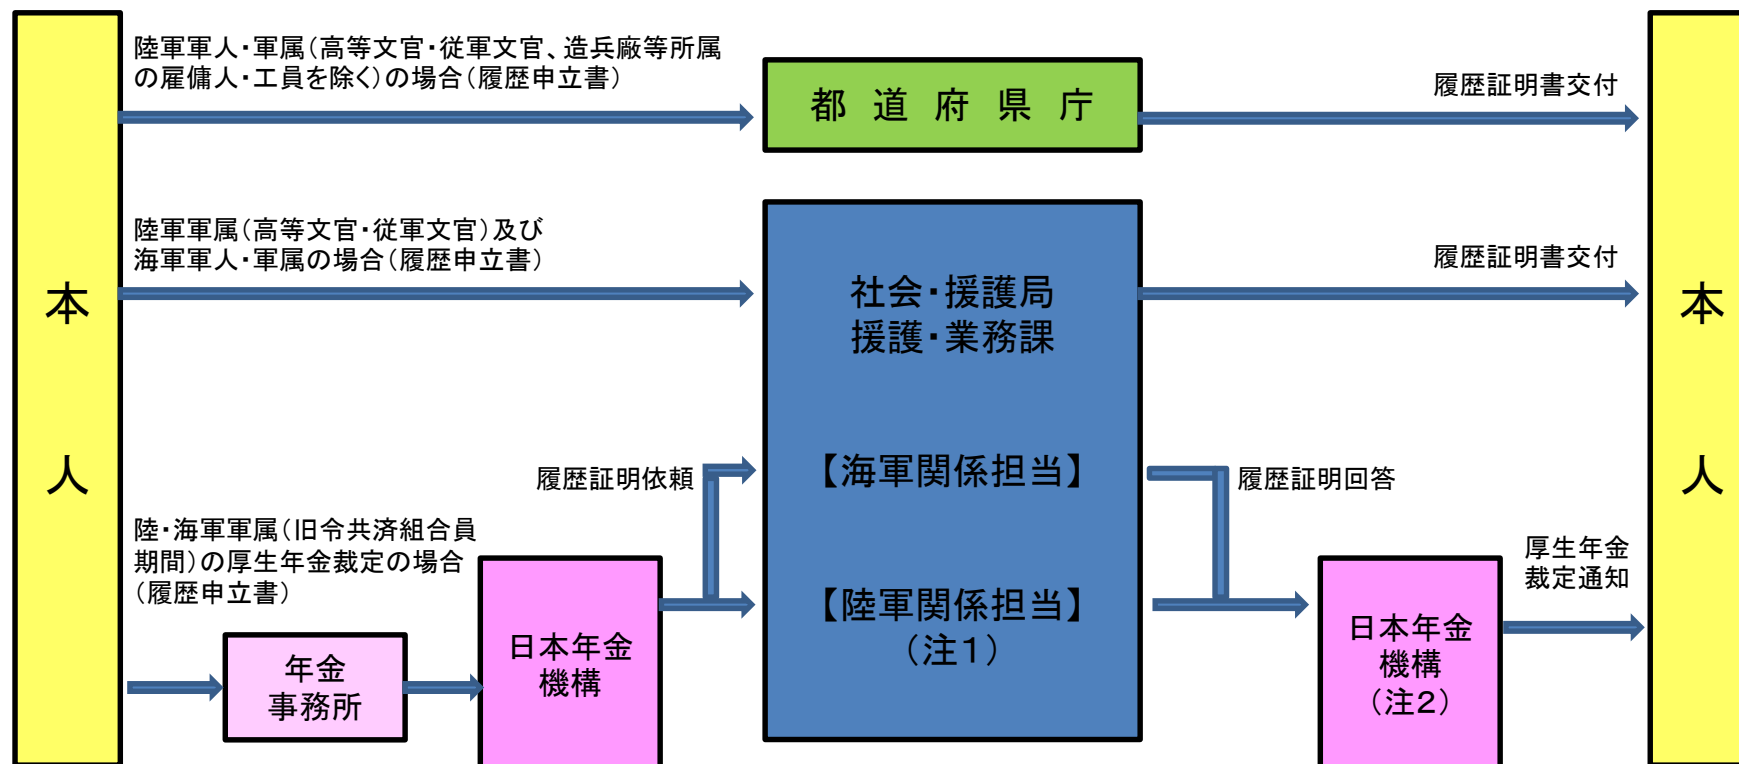 本
人
陸軍軍人・軍属(高等文官・従軍文官、造兵廠等所属
の雇傭人・工員を除く)の場合(履歴申立書)
都道府県庁
履歴証明書交付
陸軍軍属(高等文官・従軍文官)及び
海軍軍人・軍属の場合(履歴申立書)
社会・援護局
援護・業務課
履歴証明書交付
履歴証明依頼
【海軍関係担当】
履歴証明回答
陸・海軍軍属(旧令共済組合員
期間)の厚生年金裁定の場合
(履歴申立書)
年金
事務所
日本年金
機構
【陸軍関係担当】
(注1)
日本年金
機構
(注2)
厚生年金
裁定通知
本
人